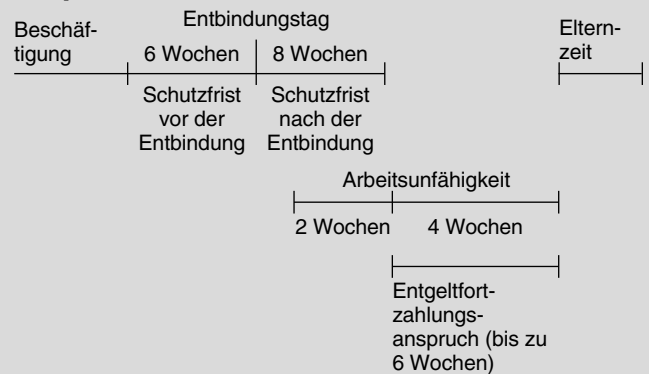 Entbindungstag
Beschäf-
tigung
Eltern-
zeit
6 Wochen
8 Wochen
Schutzfrist
vor der
Entbindung
Schutzfrist
nach der
Entbindung
Arbeitsunfähigkeit
2 Wochen
4 Wochen
Entgeltfort-
zahlungs-
anspruch (bis zu
6 Wochen)